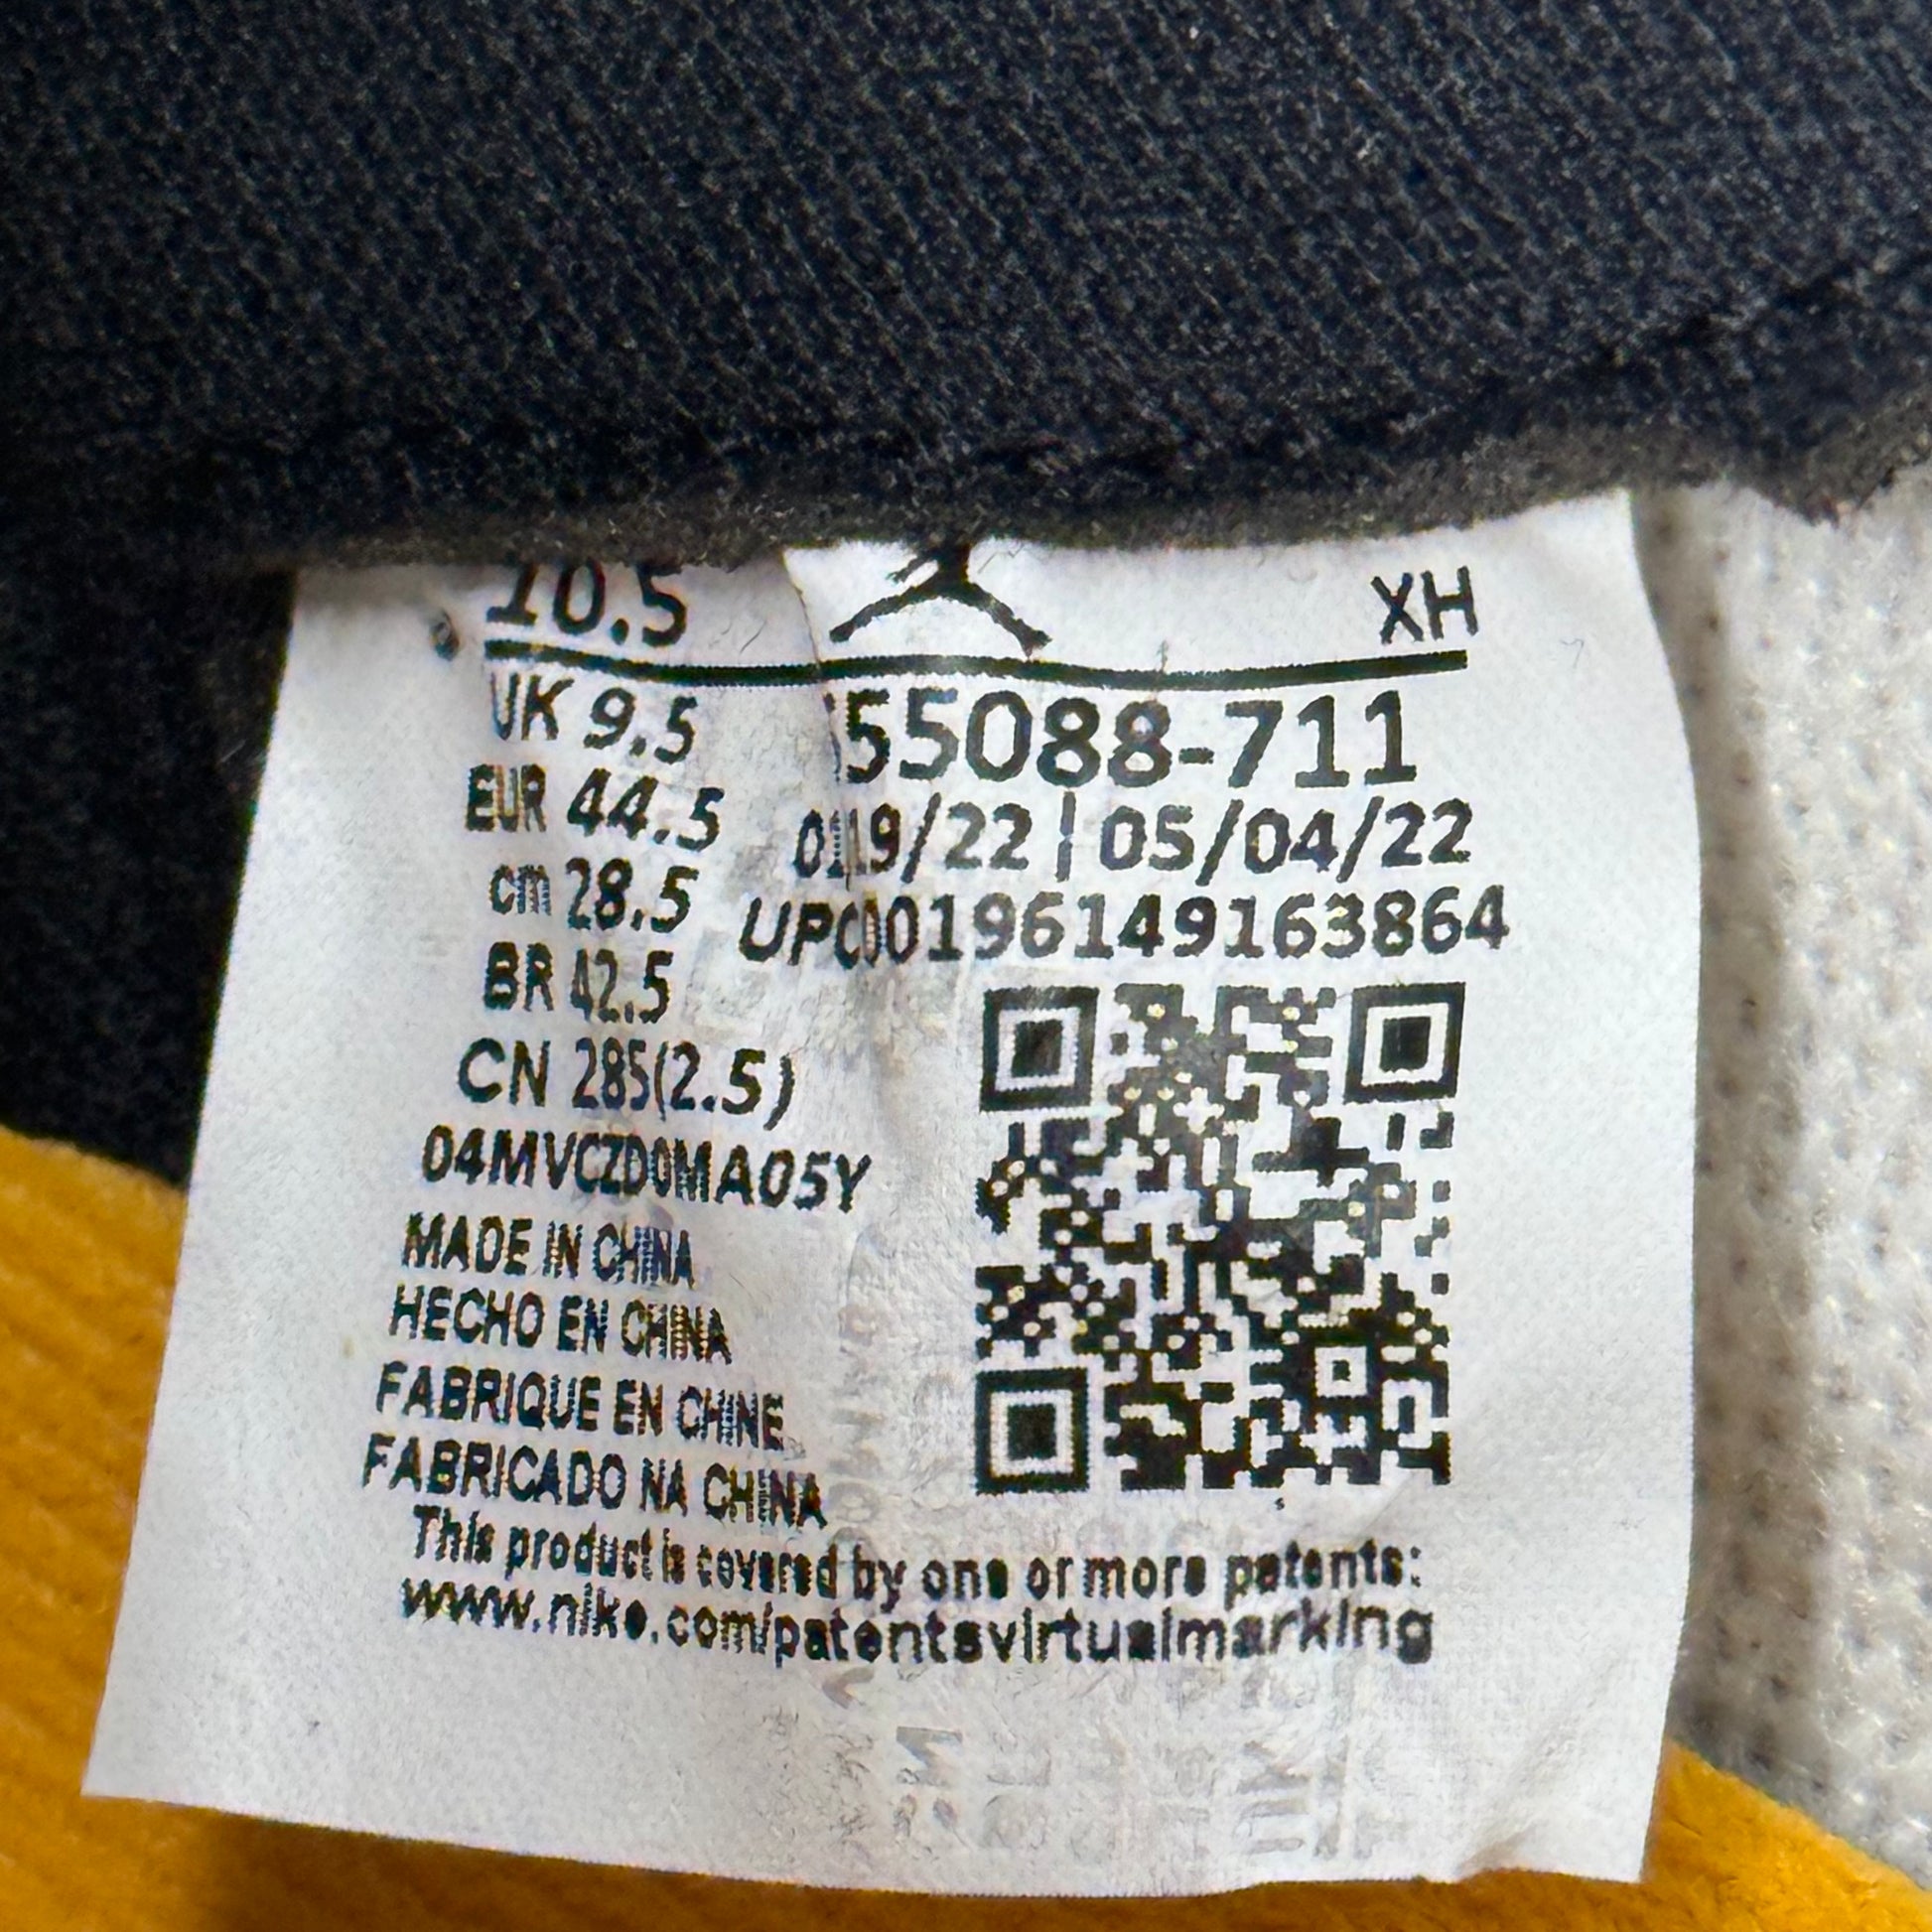 10.5 XH
UK 9.5 55088-711
EUR 44.5 19/22 | 05/04/22
cm 28.5 UPC00196149163864
BR 42.5
CN 285(2.5)
04MVCZD0MA05Y
MADE IN CHINA
HECHO EN CHINA
FABRIQUE EN CHINE
FABRICADO NA CHINA
This product is covered by one or more patents:
www.nike.com/patentsvirtualmarking